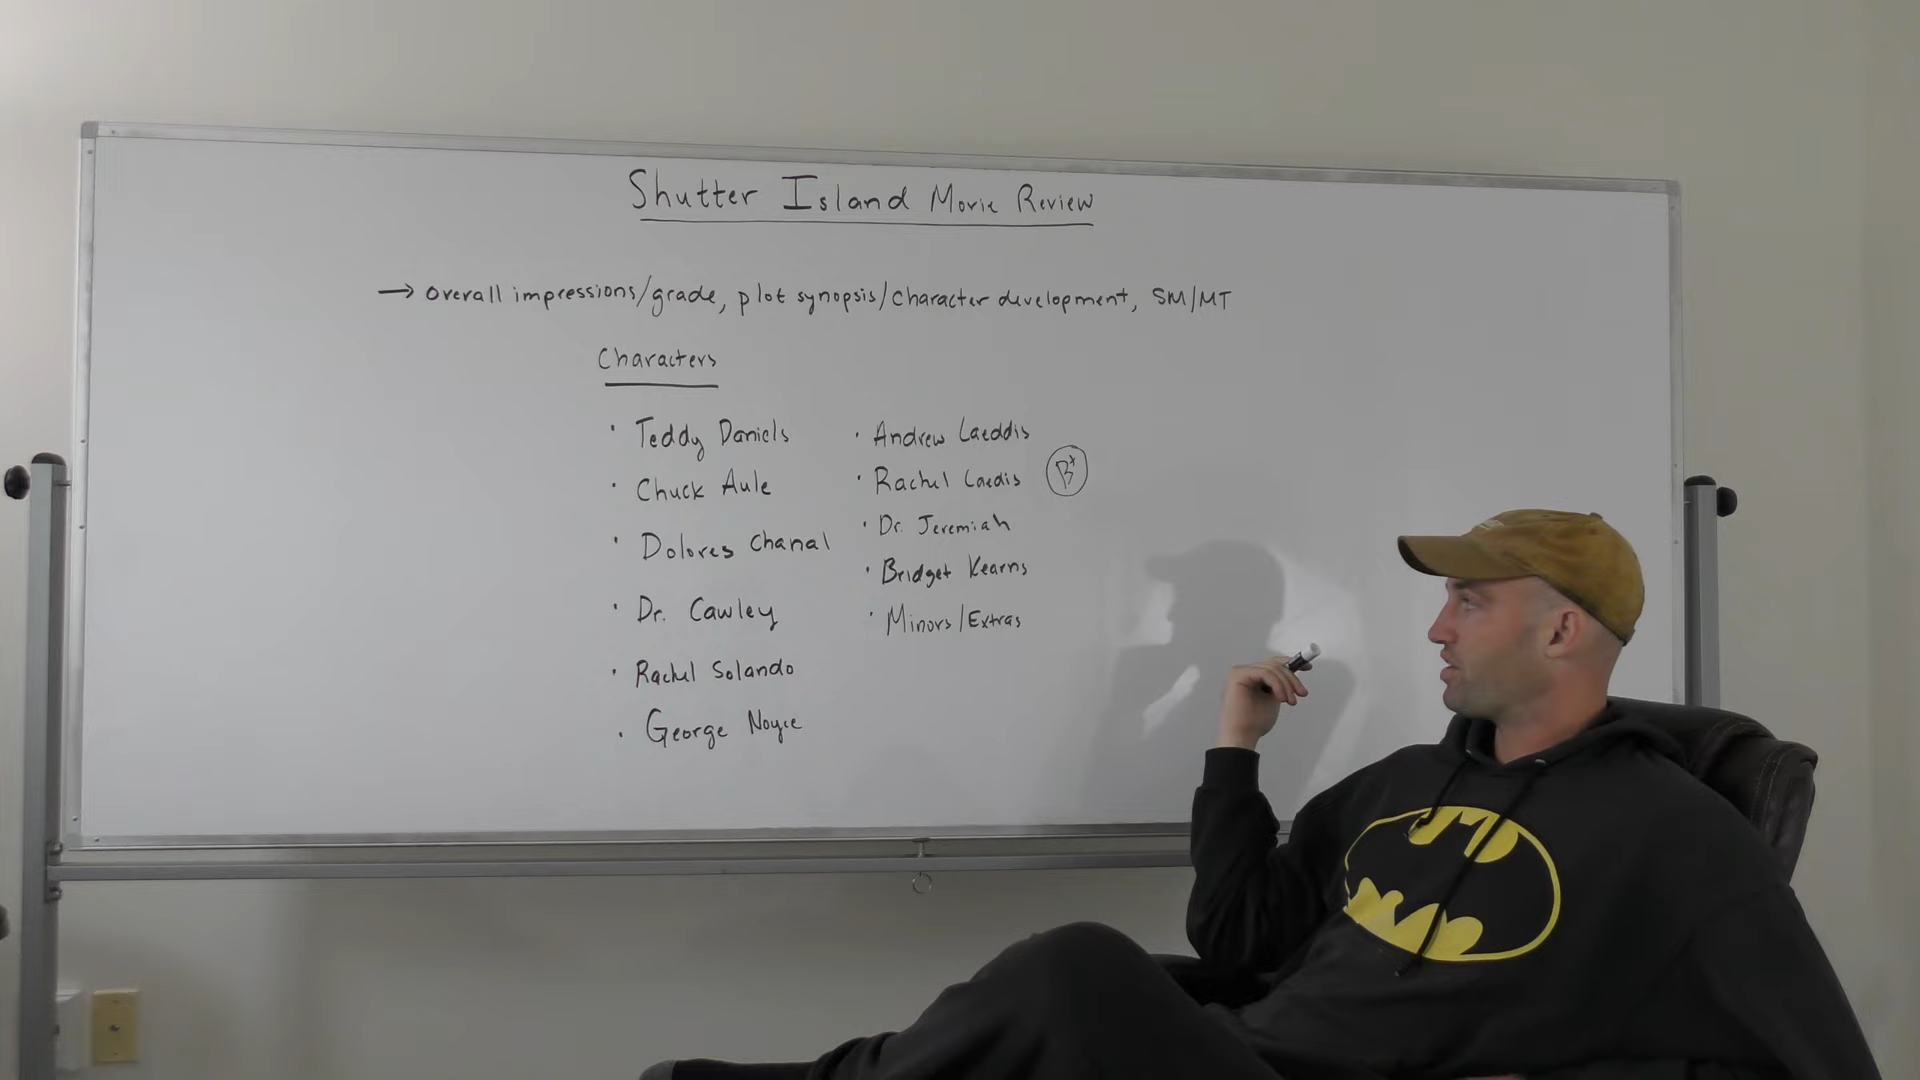 Shutter Island Movie Review
→ overall impressions/grade, plot synopsis/character development, SM/MT
Characters
· Teddy Daniels
· Chuck Aule
· Dolores Chanal
· Dr. Cawley
· Rachel Solando
· George Noyce
· Andrew Laeddis
· Rachel Laedis
B+
· Dr. Jeremiah
· Bridget Kearns
· Minors/Extras